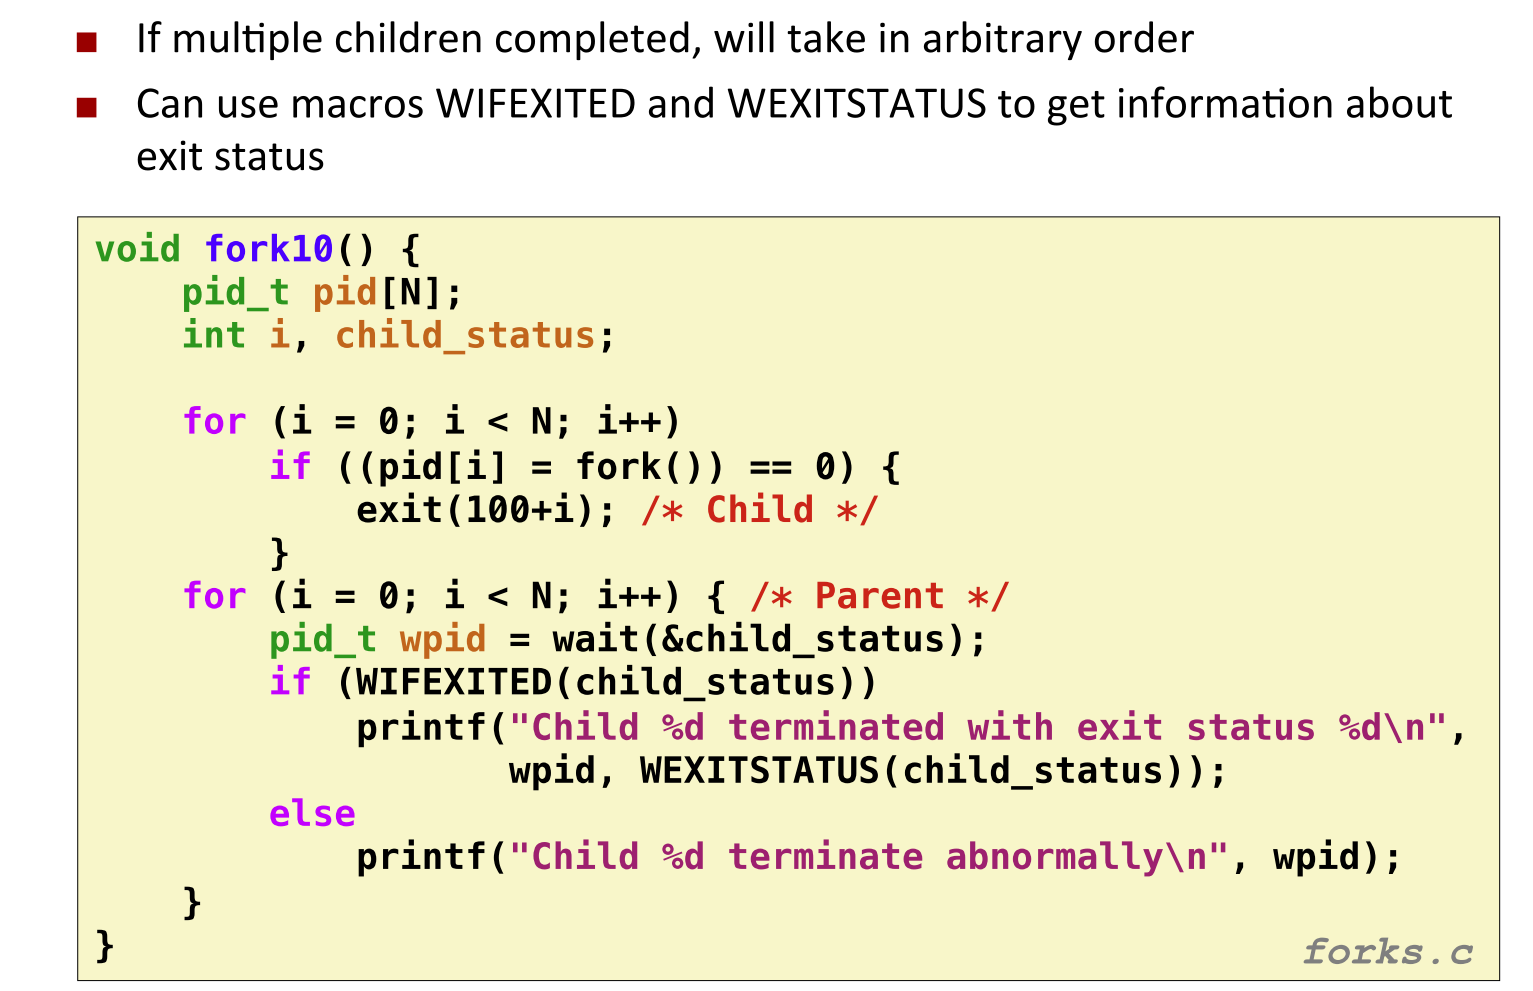 If multiple children completed, will take in arbitrary order
Can use macros WIFEXITED and WEXITSTATUS to get information about
exit status
void fork10() {
    pid_t pid[N];
    int i, child_status;

    for (i = 0; i < N; i++)
        if ((pid[i] = fork()) == 0) {
            exit(100+i); /* Child */
        }
    for (i = 0; i < N; i++) { /* Parent */
        pid_t wpid = wait(&child_status);
        if (WIFEXITED(child_status))
            printf("Child %d terminated with exit status %d\n",
                   wpid, WEXITSTATUS(child_status));
        else
            printf("Child %d terminate abnormally\n", wpid);
    }
}
forks.c